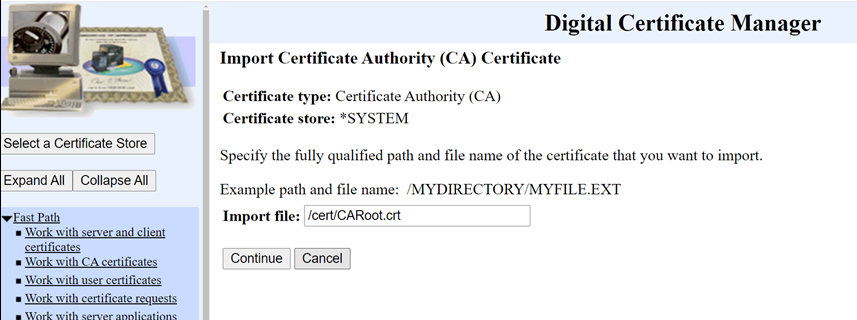 Digital Certificate Manager
Select a Certificate Store
Expand All Collapse All
Fast Path
Work with server and client
certificates
Work with CA certificates
Work with user certificates
Work with certificate requests
Work with server applications
Import Certificate Authority (CA) Certificate
Certificate type: Certificate Authority (CA)
Certificate store: *SYSTEM
Specify the fully qualified path and file name of the certificate that you want to import.
Example path and file name: /MYDIRECTORY/MYFILE.EXT
Import file: /cert/CARoot.crt
Continue Cancel